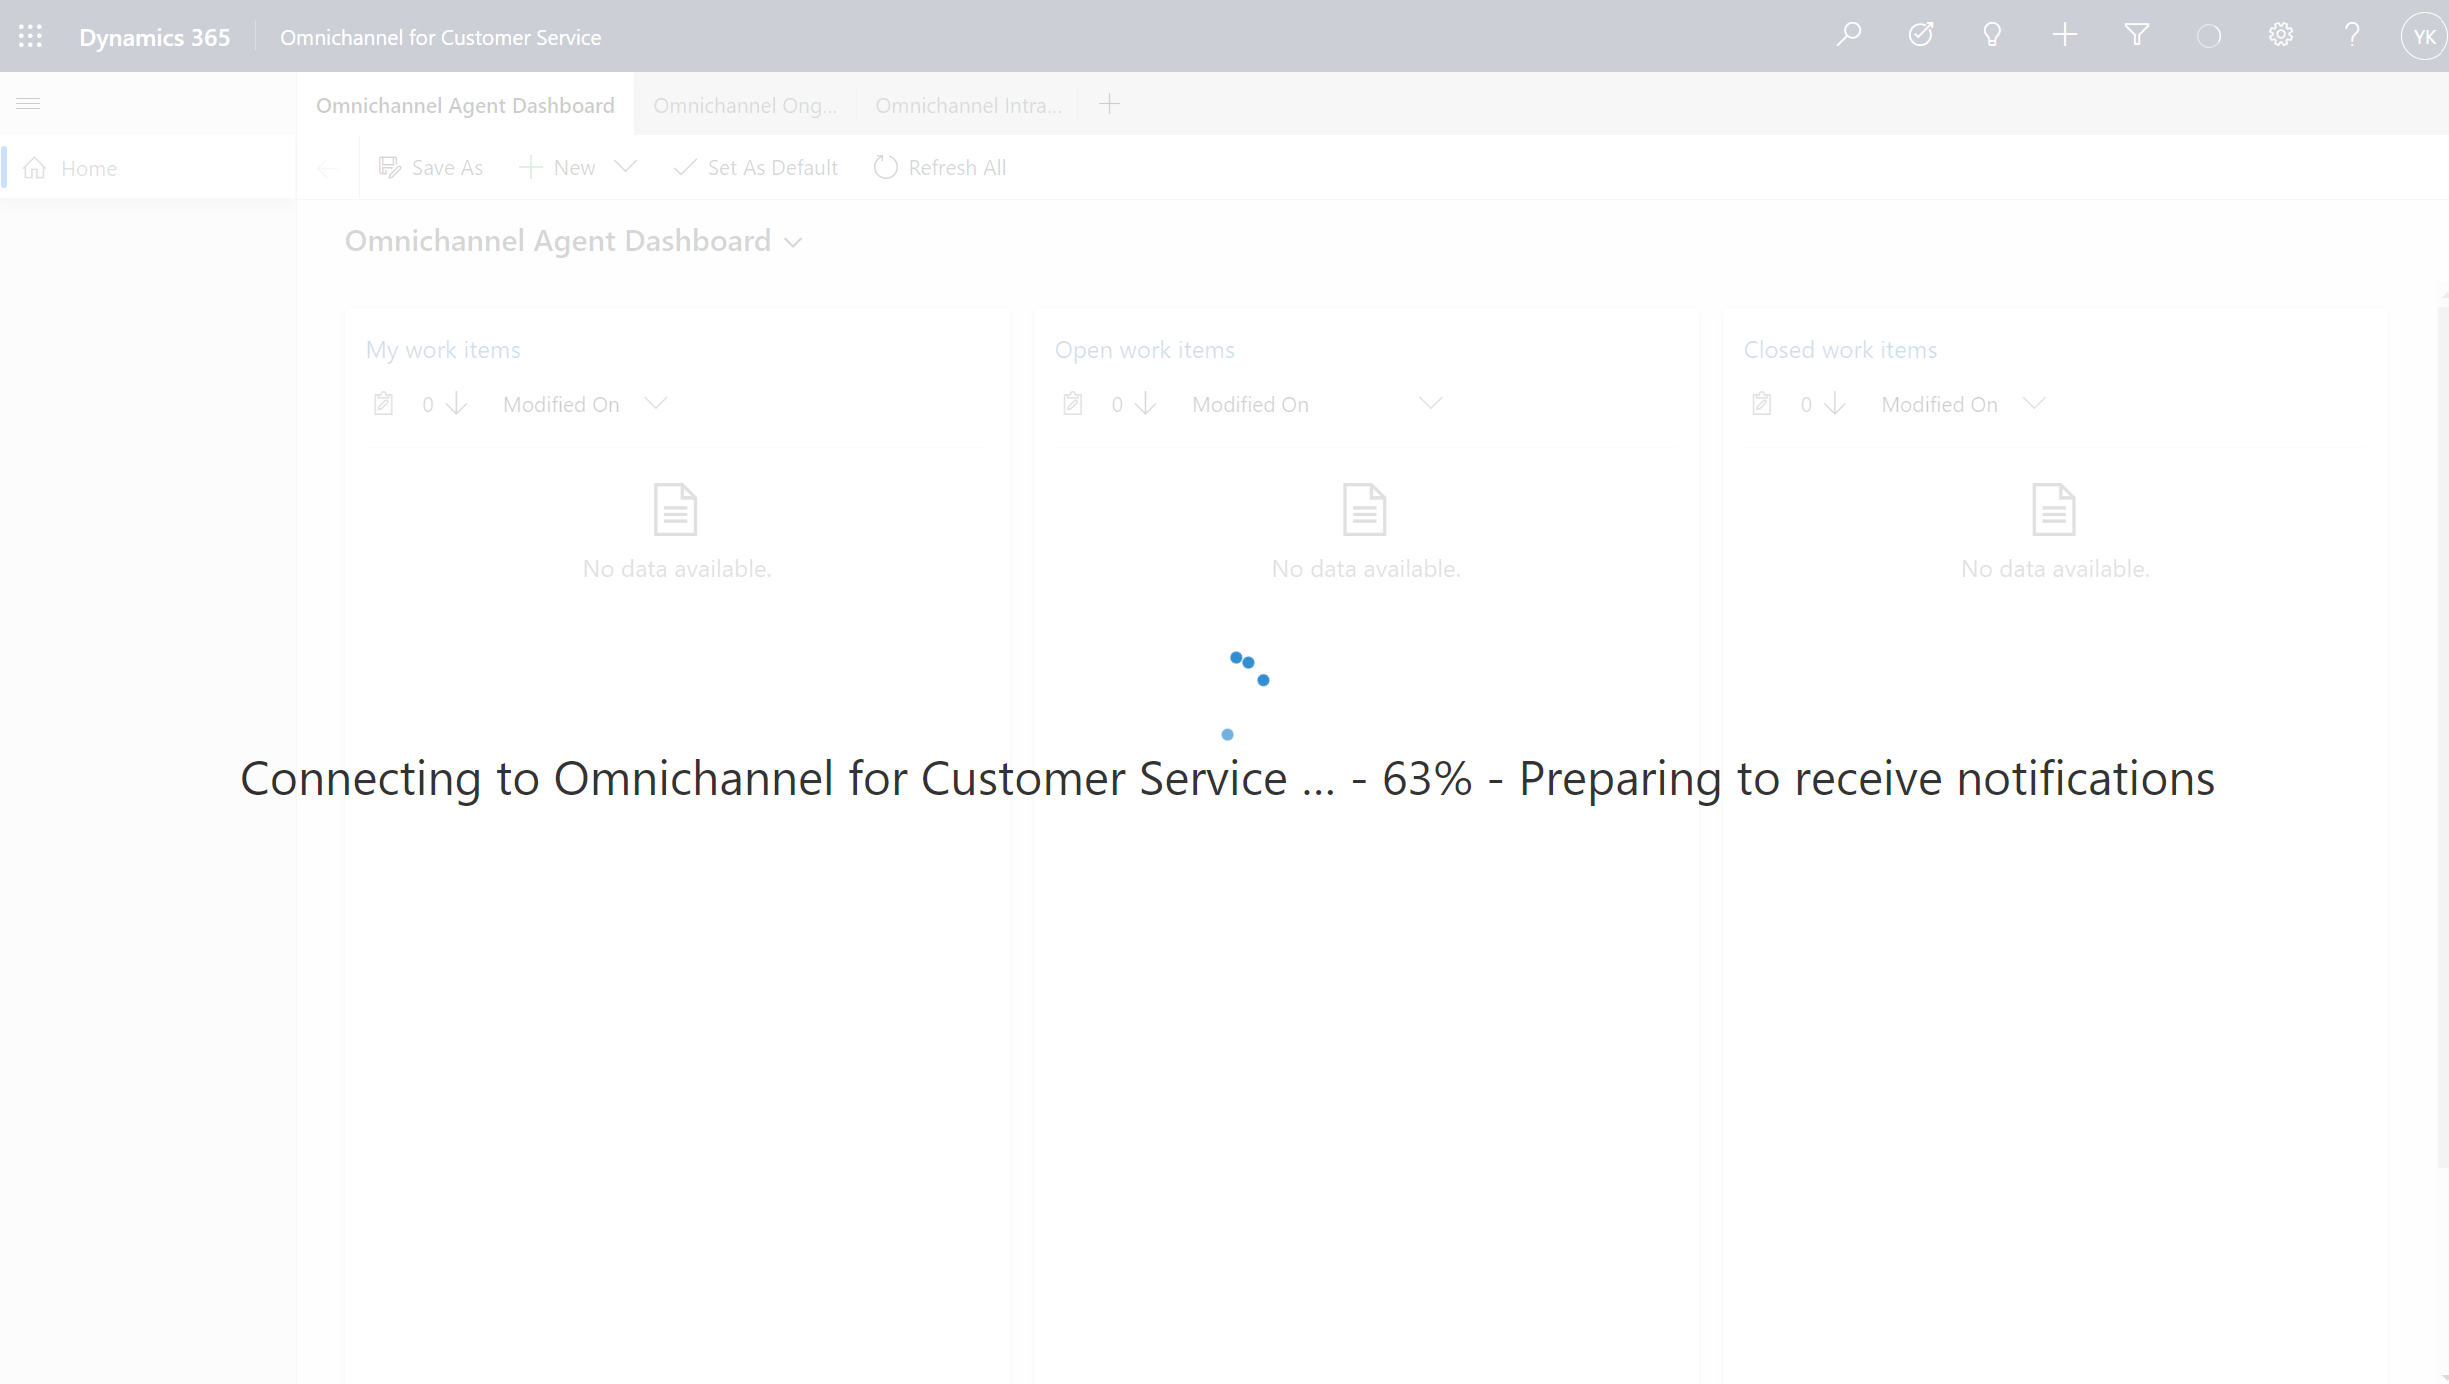 Dynamics 365
Omnichannel for Customer Service
YK
Omnichannel Agent Dashboard
Omnichannel Ong...
Omnichannel Intra...
Home
Save As
New
Set As Default
Refresh All
Omnichannel Agent Dashboard
My work items
0
Modified On
No data available.
Open work items
0
Modified On
No data available.
Closed work items
0
Modified On
No data available.
Connecting to Omnichannel for Customer Service ... - 63% - Preparing to receive notifications